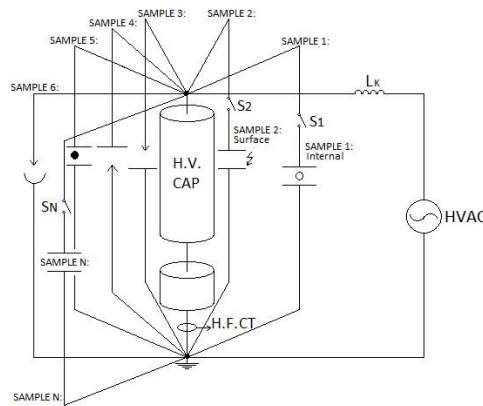 SAMPLE 3:
SAMPLE 4:
SAMPLE 2:
SAMPLE 5:
SAMPLE 1:
SAMPLE 6:
LK
S2
S1
SAMPLE 2:
Surface
SAMPLE 1:
Internal
H.V.
CAP
SN
HVAC
SAMPLE N:
H.F.CT
SAMPLE N: